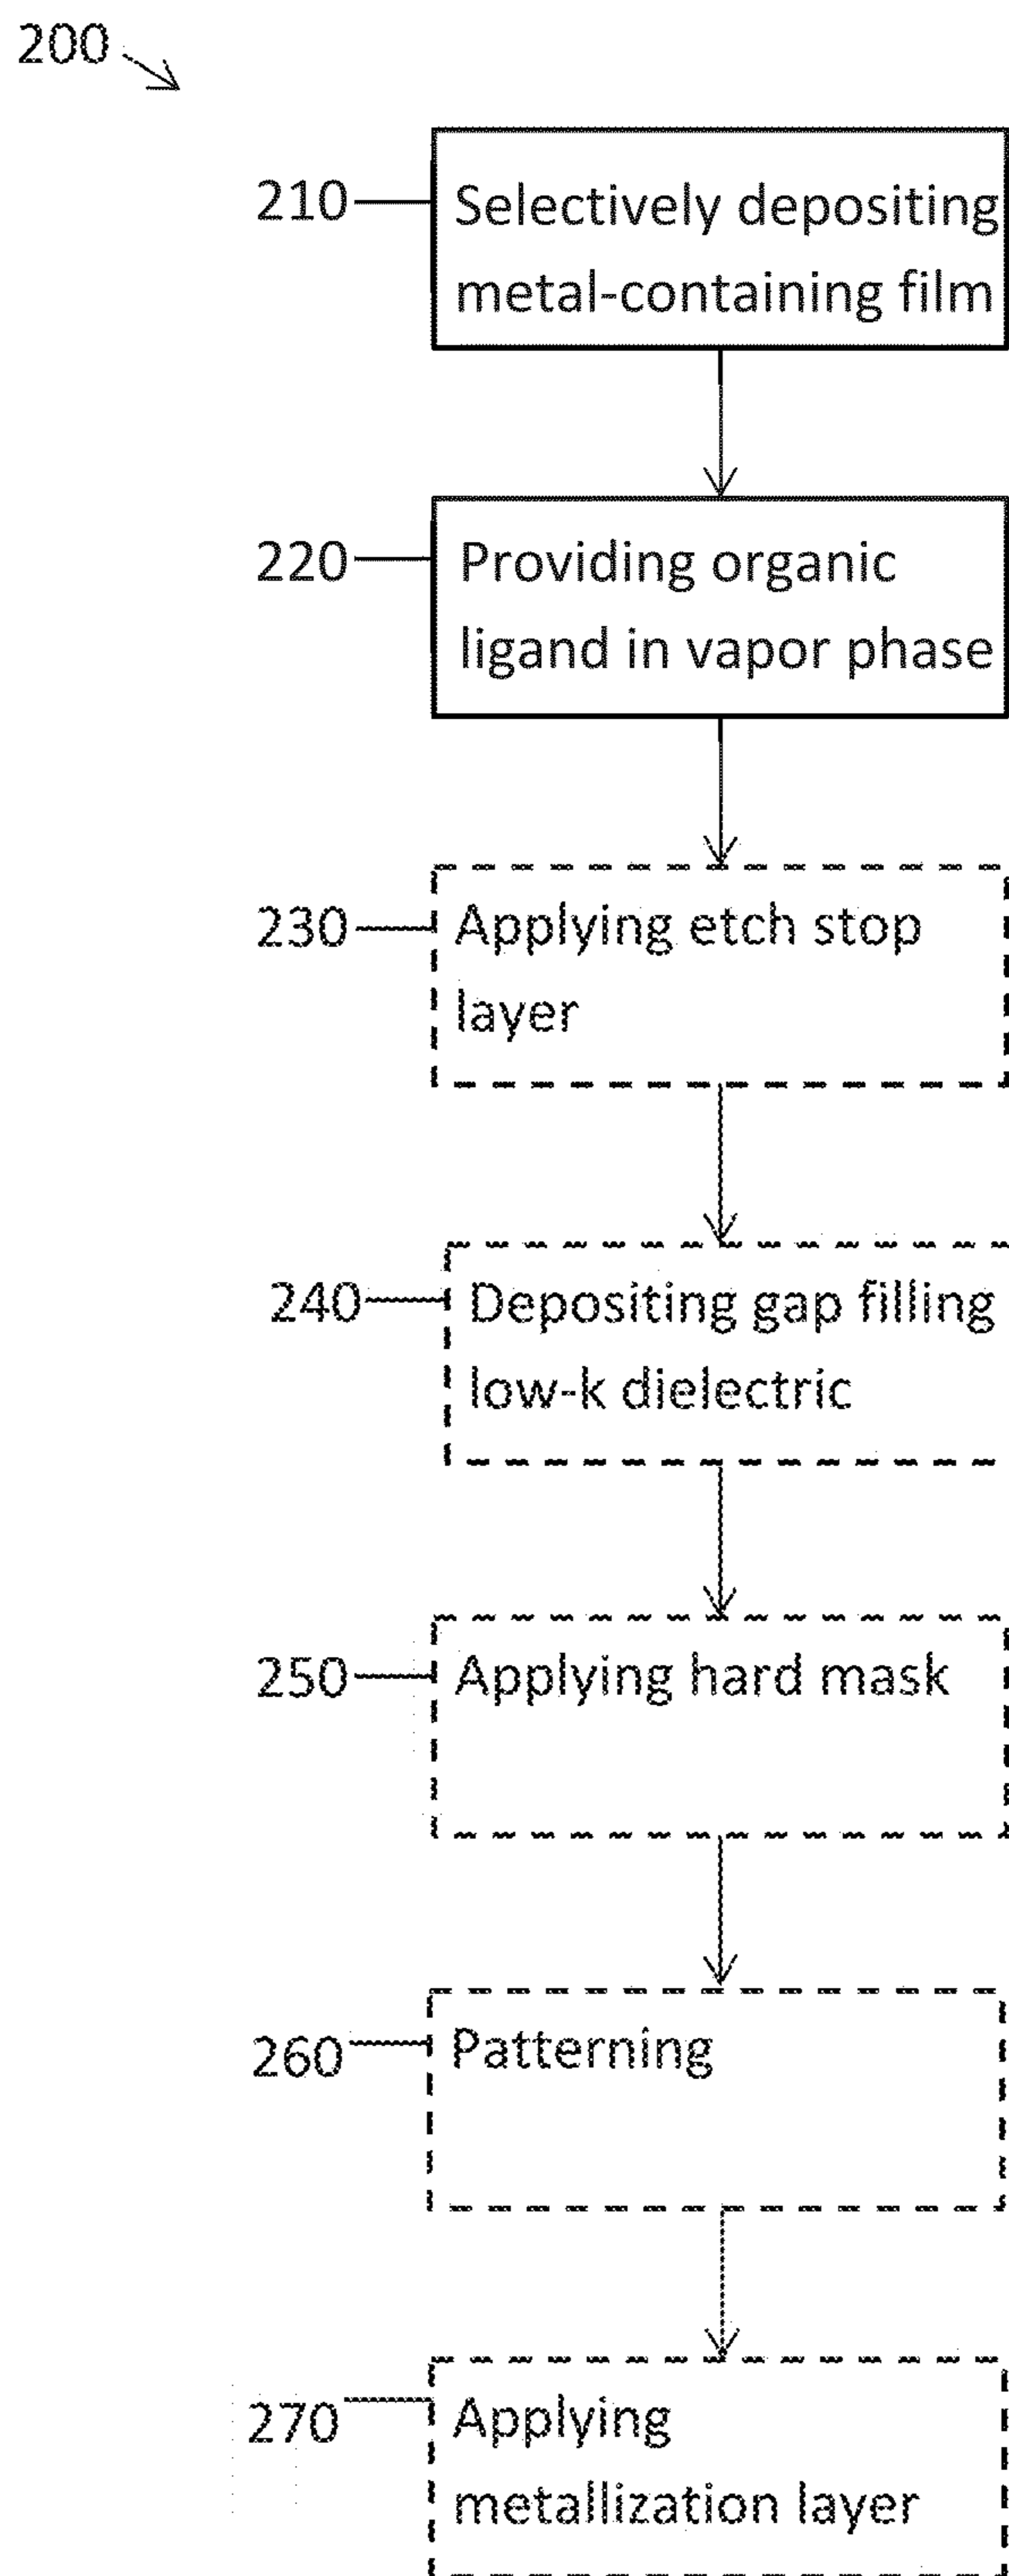 200
210
Selectively depositing
metal-containing film
220
Providing organic
ligand in vapor phase
230
Applying etch stop
layer
240
Depositing gap filling
low-k dielectric
250
Applying hard mask
260
Patterning
270
Applying
metallization layer